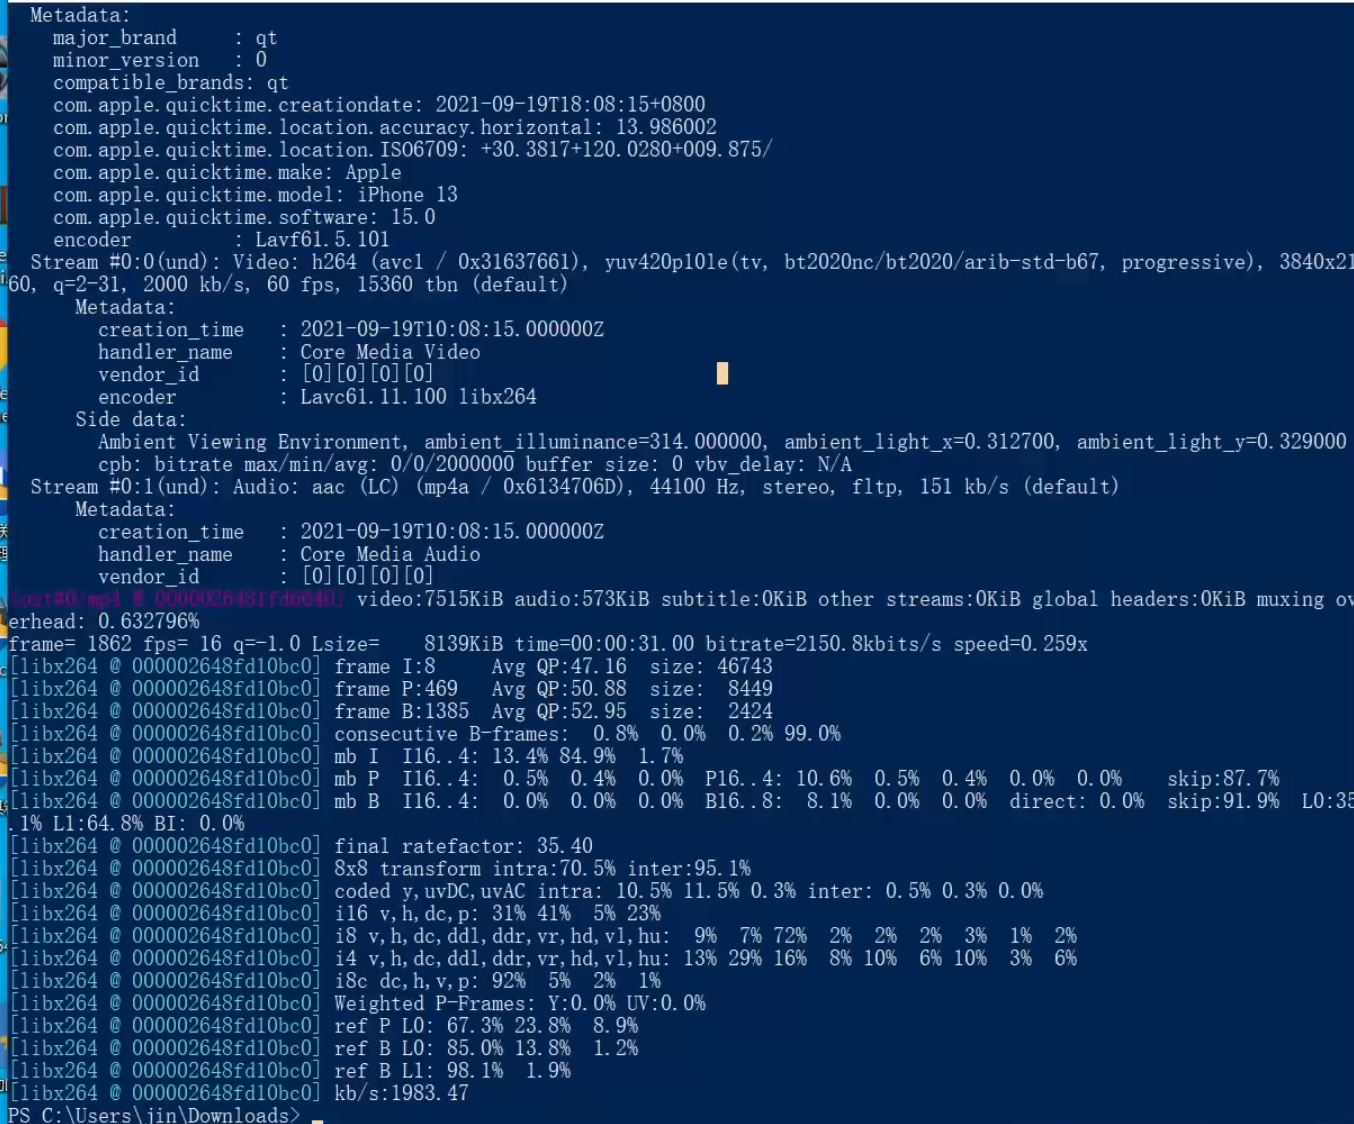 Metadata:
major_brand     : qt
minor_version   : 0
compatible_brands: qt
com.apple.quicktime.creationdate: 2021-09-19T18:08:15+0800
com.apple.quicktime.location.accuracy.horizontal: 13.986002
com.apple.quicktime.location.ISO6709: +30.3817+120.0280+009.875/
com.apple.quicktime.make: Apple
com.apple.quicktime.model: iPhone 13
com.apple.quicktime.software: 15.0
encoder         : Lavf61.5.101
Stream #0:0(und): Video: h264 (avc1 / 0x31637661), yuv420p10le(tv, bt2020nc/bt2020/arib-std-b67, progressive), 3840x21
60, q=2-31, 2000 kb/s, 60 fps, 15360 tbn (default)
Metadata:
creation_time   : 2021-09-19T10:08:15.000000Z
handler_name    : Core Media Video
vendor_id       : [0][0][0][0]
encoder         : Lavc61.11.100 libx264
Side data:
Ambient Viewing Environment, ambient_illuminance=314.000000, ambient_light_x=0.312700, ambient_light_y=0.329000
cpb: bitrate max/min/avg: 0/0/2000000 buffer size: 0 vbv_delay: N/A
Stream #0:1(und): Audio: aac (LC) (mp4a / 0x6134706D), 44100 Hz, stereo, fltp, 151 kb/s (default)
Metadata:
creation_time   : 2021-09-19T10:08:15.000000Z
handler_name    : Core Media Audio
vendor_id       : [0][0][0][0]
[out#0/mp4 @ 000002648ffd6640] video:7515KiB audio:573KiB subtitle:0KiB other streams:0KiB global headers:0KiB muxing ov
erhead: 0.632796%
frame= 1862 fps= 16 q=-1.0 Lsize=    8139KiB time=00:00:31.00 bitrate=2150.8kbits/s speed=0.259x
[libx264 @ 000002648fd10bc0] frame I:8     Avg QP:47.16  size: 46743
[libx264 @ 000002648fd10bc0] frame P:469   Avg QP:50.88  size:  8449
[libx264 @ 000002648fd10bc0] frame B:1385  Avg QP:52.95  size:  2424
[libx264 @ 000002648fd10bc0] consecutive B-frames:  0.8%  0.0%  0.2% 99.0%
[libx264 @ 000002648fd10bc0] mb I  I16..4: 13.4% 84.9%  1.7%
[libx264 @ 000002648fd10bc0] mb P  I16..4:  0.5%  0.4%  0.0%  P16..4: 10.6%  0.5%  0.4%  0.0%  0.0%    skip:87.7%
[libx264 @ 000002648fd10bc0] mb B  I16..4:  0.0%  0.0%  0.0%  B16..8:  8.1%  0.0%  0.0%  direct: 0.0%  skip:91.9%  L0:35
.1% L1:64.8% BI: 0.0%
[libx264 @ 000002648fd10bc0] final ratefactor: 35.40
[libx264 @ 000002648fd10bc0] 8x8 transform intra:70.5% inter:95.1%
[libx264 @ 000002648fd10bc0] coded y,uvDC,uvAC intra: 10.5% 11.5% 0.3% inter: 0.5% 0.3% 0.0%
[libx264 @ 000002648fd10bc0] i16 v,h,dc,p: 31% 41%  5% 23%
[libx264 @ 000002648fd10bc0] i8 v,h,dc,ddl,ddr,vr,hd,vl,hu:  9%  7% 72%  2%  2%  2%  3%  1%  2%
[libx264 @ 000002648fd10bc0] i4 v,h,dc,ddl,ddr,vr,hd,vl,hu: 13% 29% 16%  8% 10%  6% 10%  3%  6%
[libx264 @ 000002648fd10bc0] i8c dc,h,v,p: 92%  5%  2%  1%
[libx264 @ 000002648fd10bc0] Weighted P-Frames: Y:0.0% UV:0.0%
[libx264 @ 000002648fd10bc0] ref P L0: 67.3% 23.8%  8.9%
[libx264 @ 000002648fd10bc0] ref B L0: 85.0% 13.8%  1.2%
[libx264 @ 000002648fd10bc0] ref B L1: 98.1%  1.9%
[libx264 @ 000002648fd10bc0] kb/s:1983.47
PS C:\Users\jin\Downloads>